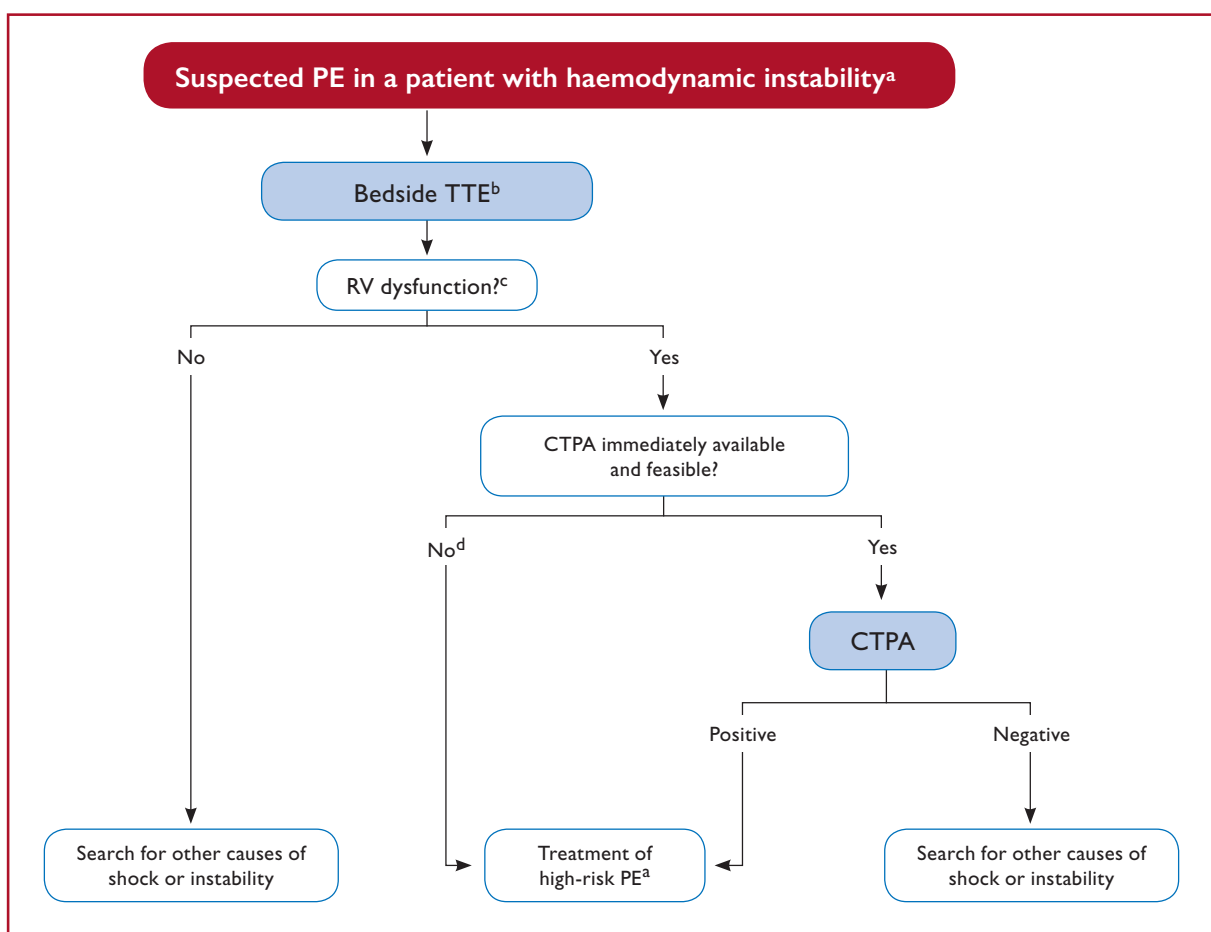 Suspected PE in a patient with haemodynamic instabilityᵃ
Bedside TTEᵇ
RV dysfunction?ᶜ
No
Yes
CTPA immediately available
and feasible?
Noᵈ
Yes
CTPA
Positive
Negative
Search for other causes of
shock or instability
Treatment of
high-risk PEᵃ
Search for other causes of
shock or instability